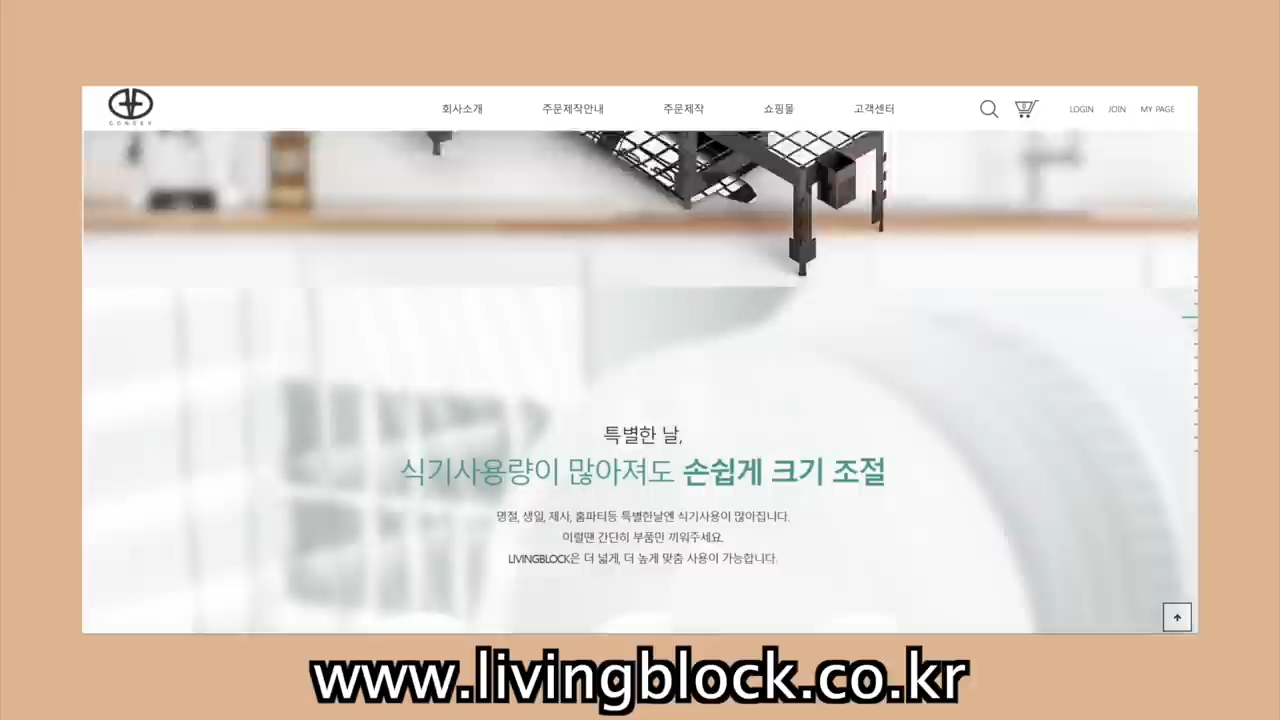 CONCEV
회사소개 주문제작안내 주문제작 쇼핑몰 고객센터 0 LOGIN JOIN MY PAGE
특별한 날,
식기사용량이 많아져도 손쉽게 크기 조절
명절, 생일, 제사, 홈파티등 특별한날엔 식기사용이 많아집니다.
이럴땐 간단히 부품만 끼워주세요.
LIVINGBLOCK은 더 넓게, 더 높게 맞춤 사용이 가능합니다.
www.livingblock.co.kr